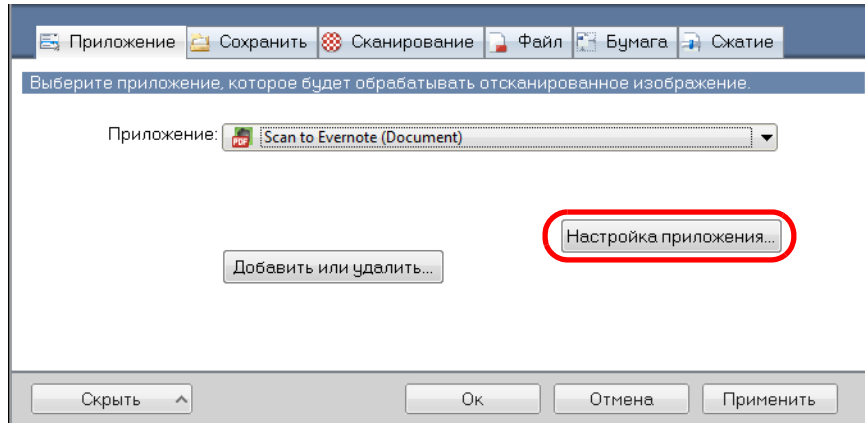 Приложение Сохранить Сканирование Файл Бумага Сжатие
Выберите приложение, которое будет обрабатывать отсканированное изображение.
Приложение: PDF Scan to Evernote (Document)
Настройка приложения...
Добавить или удалить...
Скрыть Ок Отмена Применить